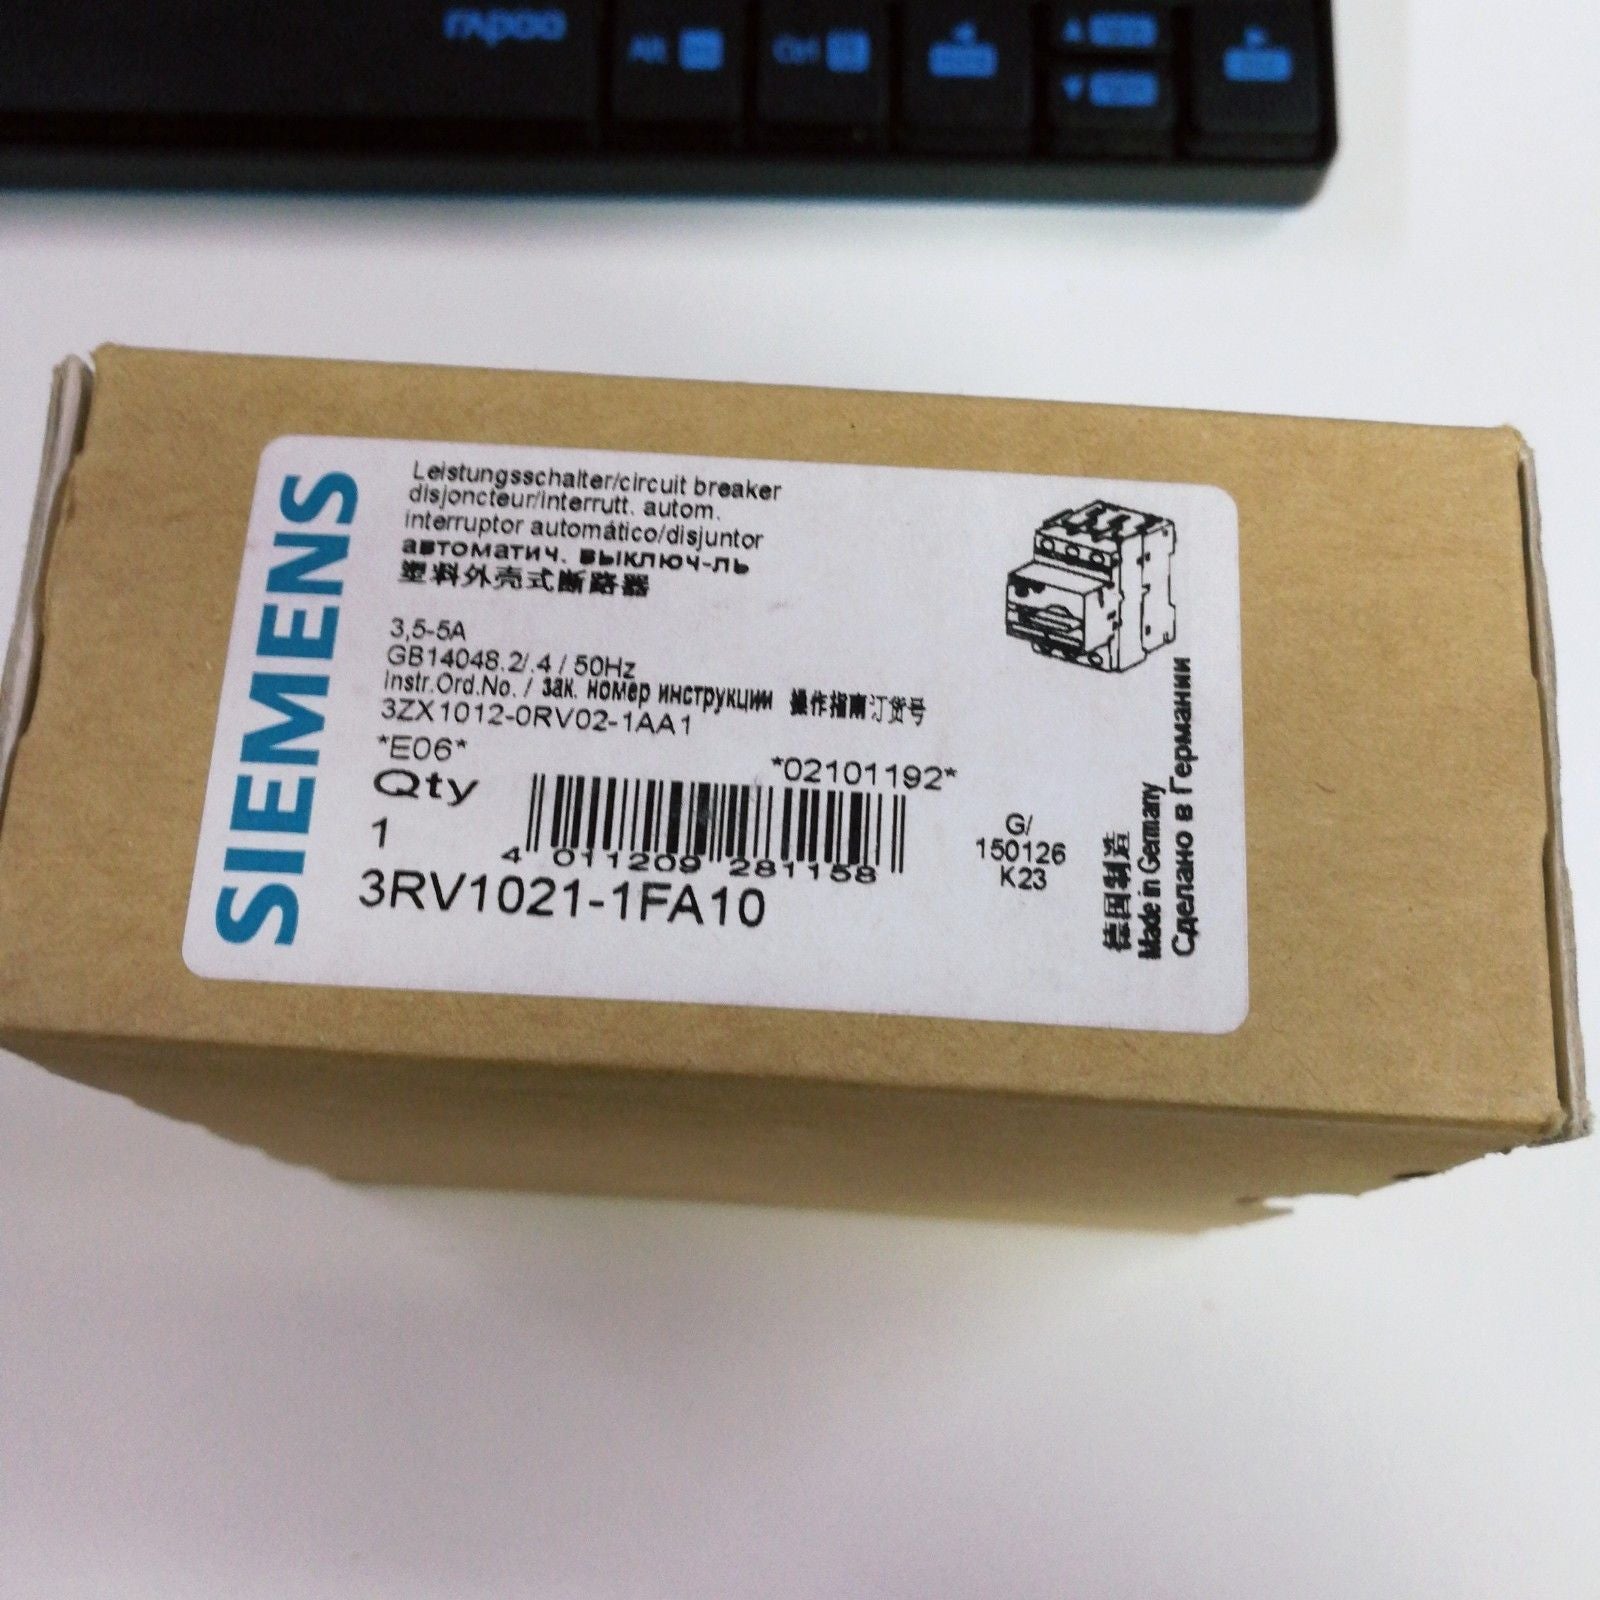 rapoo
Alt
Ctrl
SIEMENS
Leistungsschalter/circuit breaker
disjoncteur/interrutt. autom.
interruptor automático/disjuntor
автоматич. выключ-ль
塑料外壳式断路器
3,5-5A
GB14048.2/.4 / 50Hz
Instr.Ord.No. / зак. номер инструкции 操作指南订货号
3ZX1012-0RV02-1AA1
*E06*
*02101192*
Qty
1
4 011209 281158
3RV1021-1FA10
G/
150126
K23
德国制造
Made in Germany
Сделано в Германии